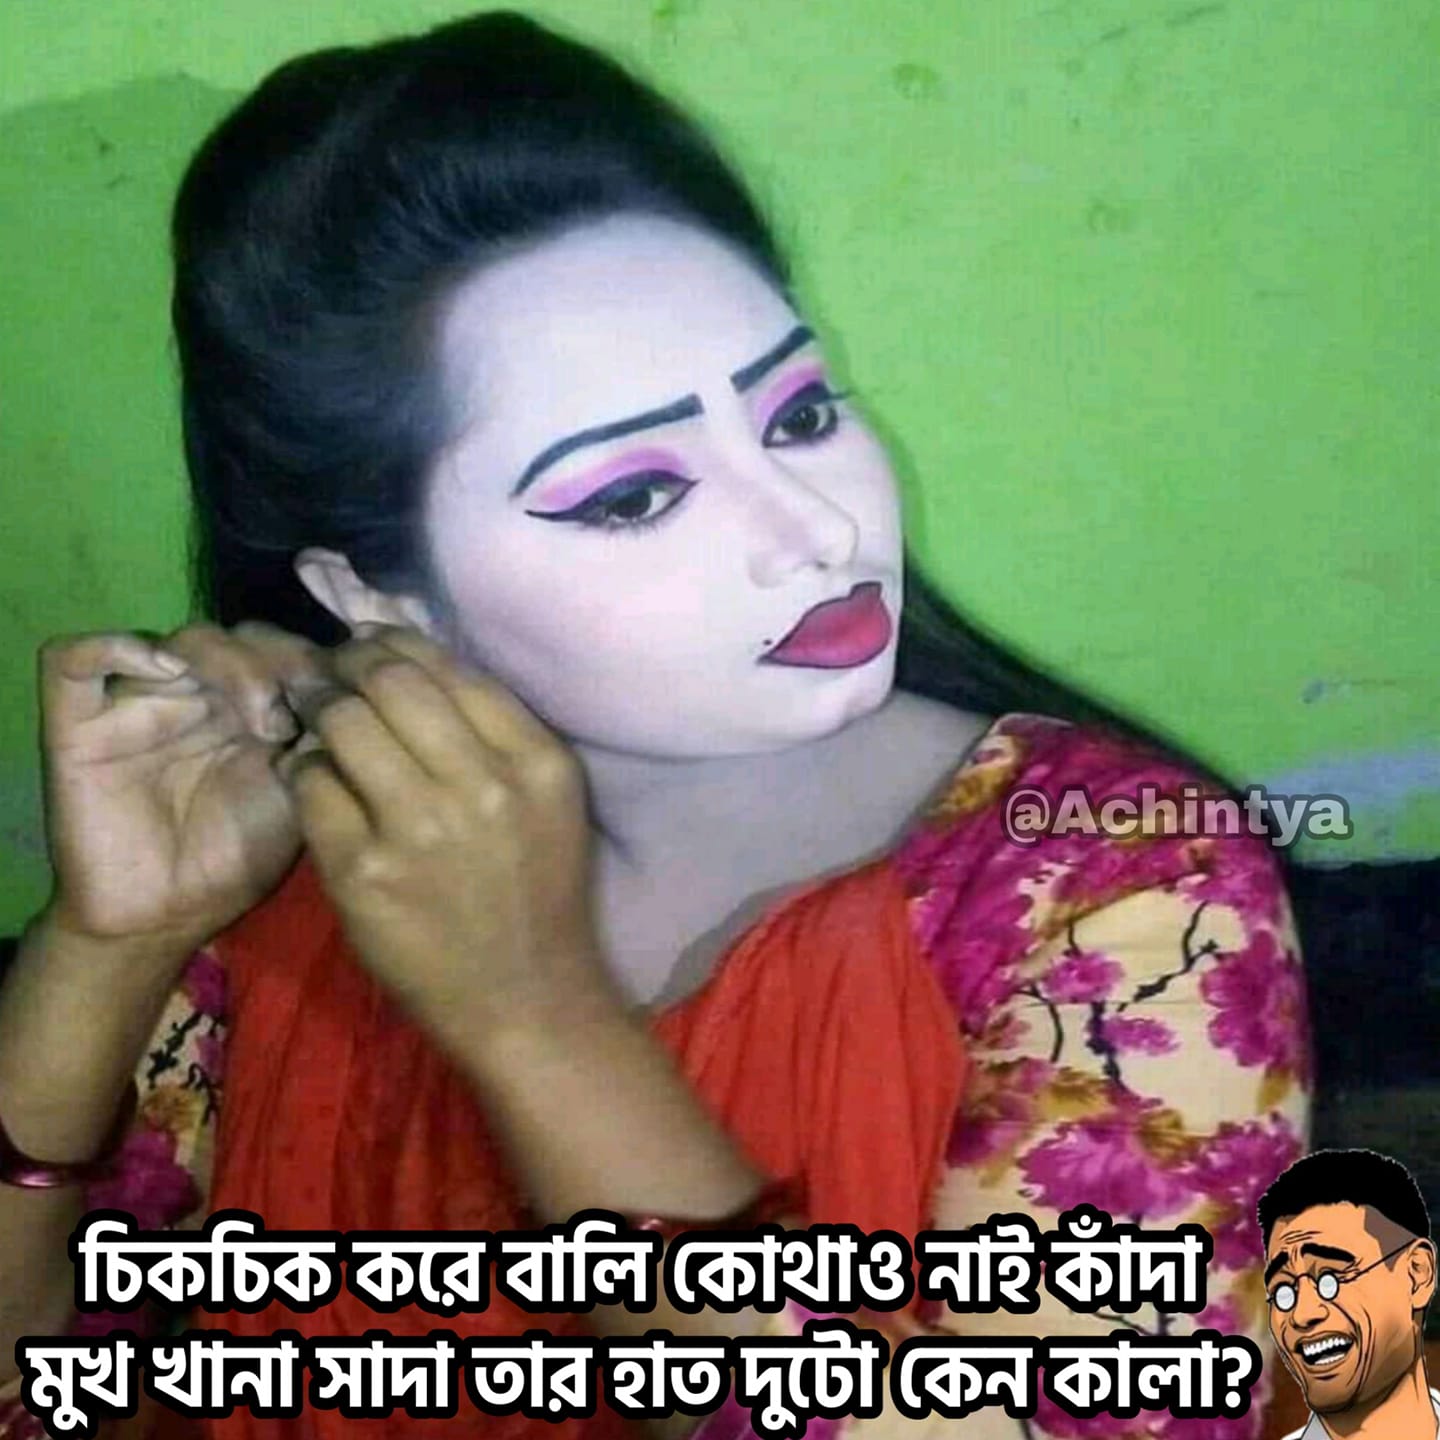 @Achintya
চিকচিক করে বালি কোথাও নাই কাঁদা
মুখ খানা সাদা তার হাত দুটো কেন কালা?